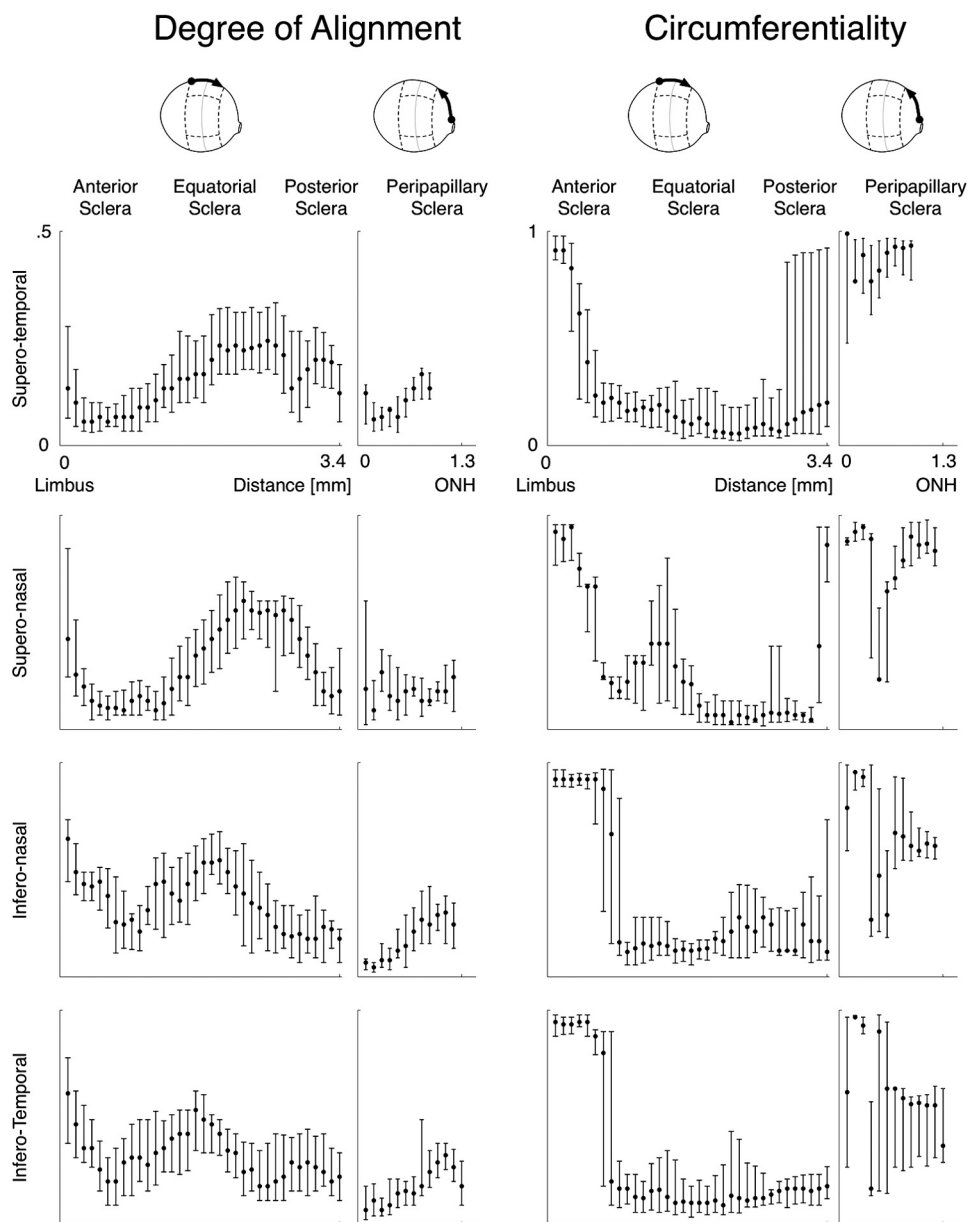 Degree of Alignment
Circumferentiality
Anterior
Sclera
Equatorial
Sclera
Posterior
Sclera
Peripapillary
Sclera
Anterior
Sclera
Equatorial
Sclera
Posterior
Sclera
Peripapillary
Sclera
Supero-temporal
.5
0
0
3.4
0
1.3
Limbus
Distance [mm]
ONH
1
0
0
3.4
0
1.3
Limbus
Distance [mm]
ONH
Supero-nasal
Infero-nasal
Infero-Temporal